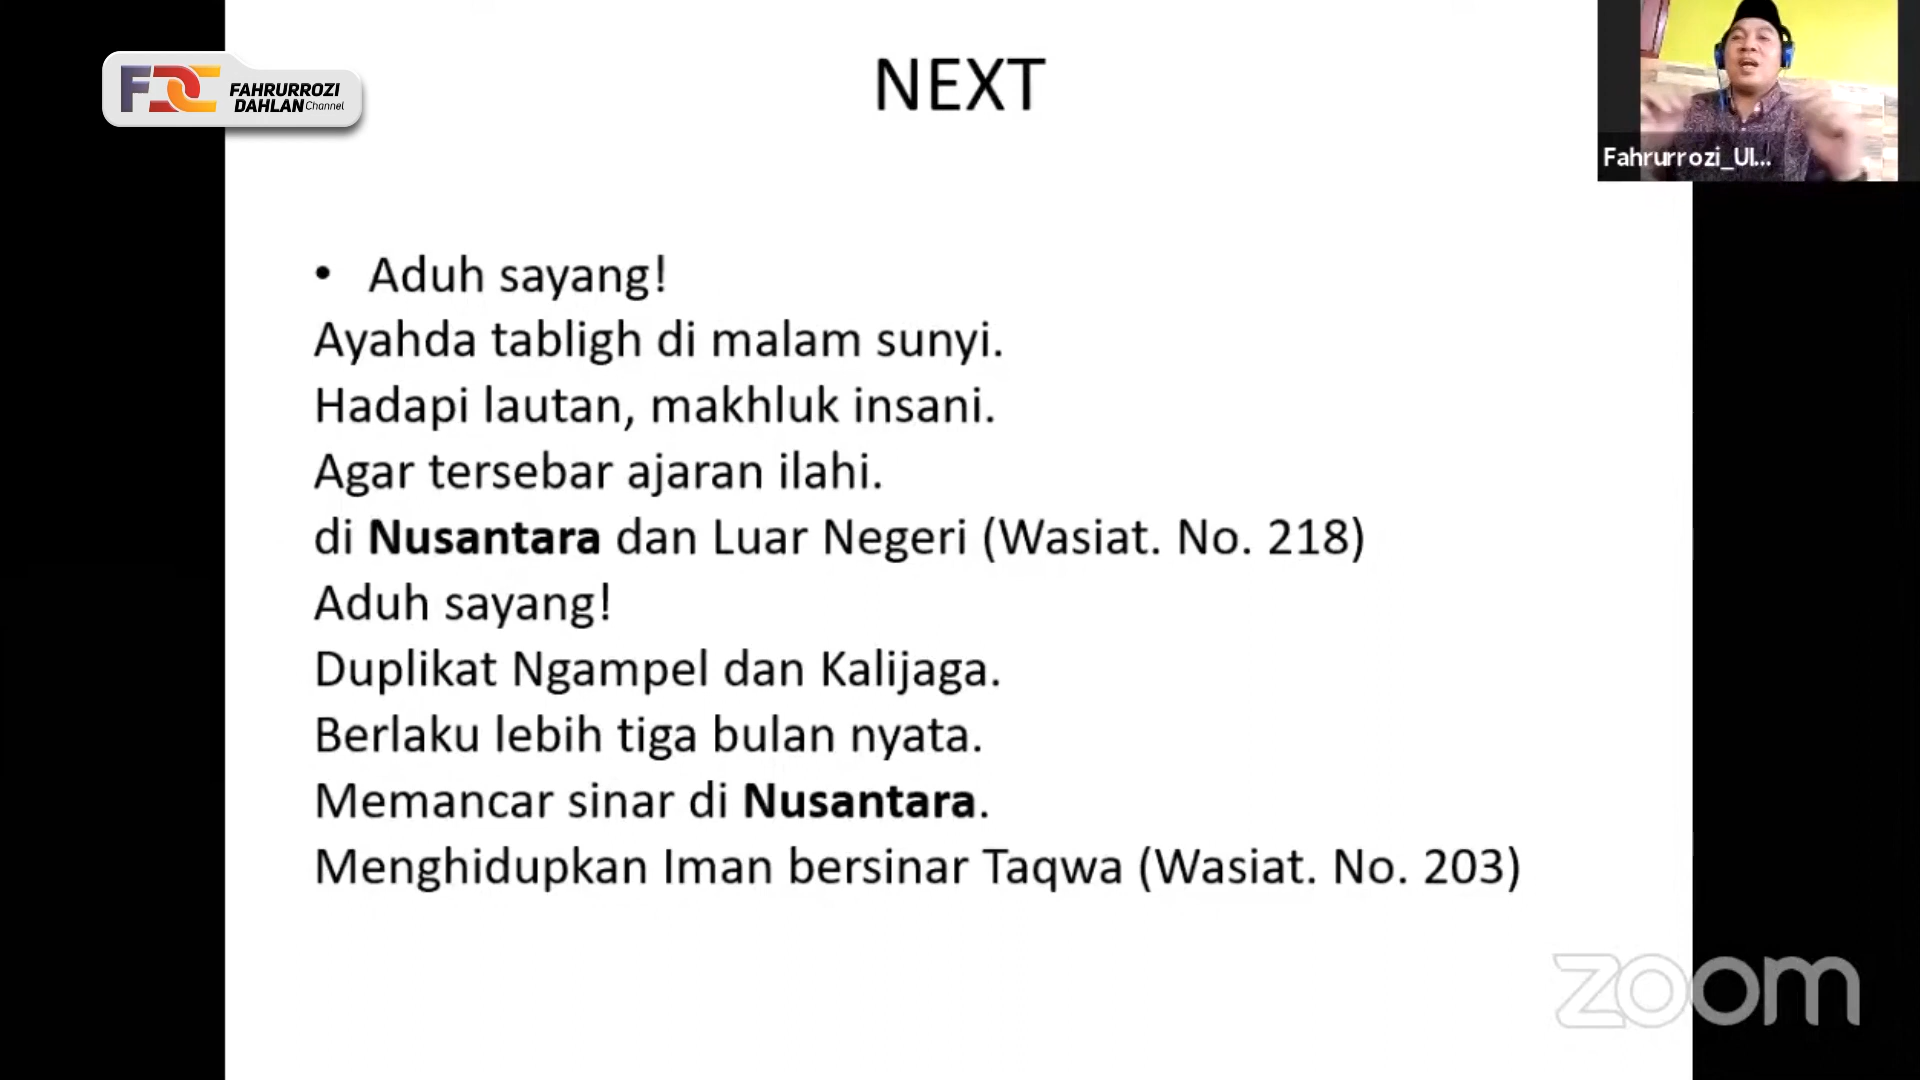 FDC FAHRURROZI
DAHLAN Channel
NEXT
Fahrurrozi_UI...
• Aduh sayang!
Ayahda tabligh di malam sunyi.
Hadapi lautan, makhluk insani.
Agar tersebar ajaran ilahi.
di Nusantara dan Luar Negeri (Wasiat. No. 218)
Aduh sayang!
Duplikat Ngampel dan Kalijaga.
Berlaku lebih tiga bulan nyata.
Memancar sinar di Nusantara.
Menghidupkan Iman bersinar Taqwa (Wasiat. No. 203)
zoom